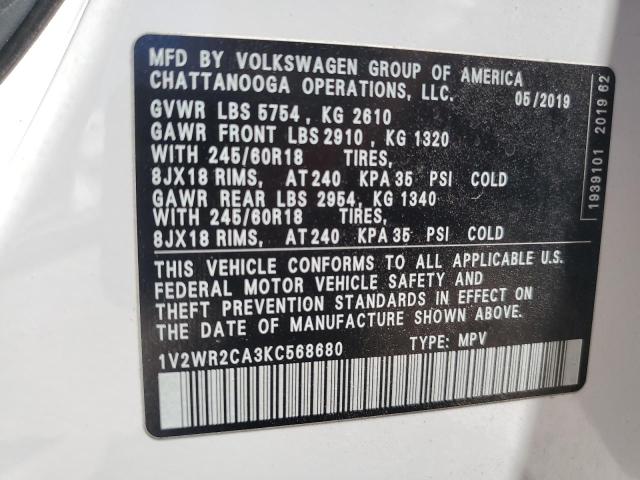 MFD BY VOLKSWAGEN GROUP OF AMERICA
CHATTANOOGA OPERATIONS, LLC. 05/2019
GVWR LBS 5754, KG 2610
GAWR FRONT LBS 2910, KG 1320
WITH 245/60R18 TIRES,
8JX18 RIMS, AT 240 KPA 35 PSI COLD
GAWR REAR LBS 2954, KG 1340
WITH 245/60R18 TIRES,
8JX18 RIMS, AT 240 KPA 35 PSI COLD
THIS VEHICLE CONFORMS TO ALL APPLICABLE U.S.
FEDERAL MOTOR VEHICLE SAFETY AND
THEFT PREVENTION STANDARDS IN EFFECT ON
THE DATE OF MANUFACTURE SHOWN ABOVE.
1V2WR2CA3KC568680 TYPE: MPV
1939101 2019 62